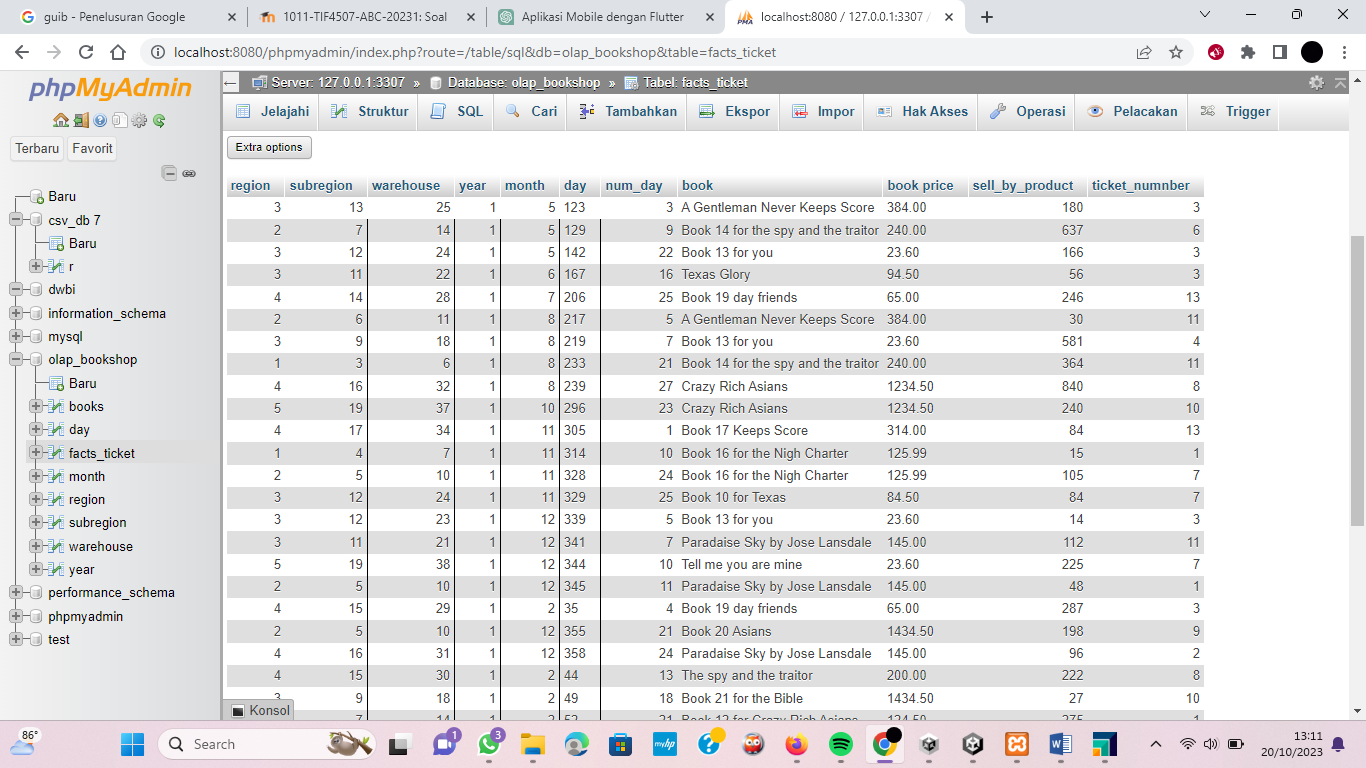 guib - Penelusuran Google
1011-TIF4507-ABC-20231: Soal
Aplikasi Mobile dengan Flutter
localhost:8080 / 127.0.0.1:3307 /
localhost:8080/phpmyadmin/index.php?route=/table/sql&db=olap_bookshop&table=facts_ticket
phpMyAdmin
Terbaru Favorit
Baru
csv_db 7
Baru
r
dwbi
information_schema
mysql
olap_bookshop
Baru
books
day
facts_ticket
month
region
subregion
warehouse
year
performance_schema
phpmyadmin
test
Server: 127.0.0.1:3307 » Database: olap_bookshop » Tabel: facts_ticket
Jelajahi Struktur SQL Cari Tambahkan Ekspor Impor Hak Akses Operasi Pelacakan Trigger
Extra options
region subregion warehouse year month day num_day book book price sell_by_product ticket_numnber
3 13 25 1 5 123 3 A Gentleman Never Keeps Score 384.00 180 3
2 7 14 1 5 129 9 Book 14 for the spy and the traitor 240.00 637 6
3 12 24 1 5 142 22 Book 13 for you 23.60 166 3
3 11 22 1 6 167 16 Texas Glory 94.50 56 3
4 14 28 1 7 206 25 Book 19 day friends 65.00 246 13
2 6 11 1 8 217 5 A Gentleman Never Keeps Score 384.00 30 11
3 9 18 1 8 219 7 Book 13 for you 23.60 581 4
1 3 6 1 8 233 21 Book 14 for the spy and the traitor 240.00 364 11
4 16 32 1 8 239 27 Crazy Rich Asians 1234.50 840 8
5 19 37 1 10 296 23 Crazy Rich Asians 1234.50 240 10
4 17 34 1 11 305 1 Book 17 Keeps Score 314.00 84 13
1 4 7 1 11 314 10 Book 16 for the Nigh Charter 125.99 15 1
2 5 10 1 11 328 24 Book 16 for the Nigh Charter 125.99 105 7
3 12 24 1 11 329 25 Book 10 for Texas 84.50 84 7
3 12 23 1 12 339 5 Book 13 for you 23.60 14 3
3 11 21 1 12 341 7 Paradaise Sky by Jose Lansdale 145.00 112 11
5 19 38 1 12 344 10 Tell me you are mine 23.60 225 7
2 5 10 1 12 345 11 Paradaise Sky by Jose Lansdale 145.00 48 1
4 15 29 1 2 35 4 Book 19 day friends 65.00 287 3
2 5 10 1 12 355 21 Book 20 Asians 1434.50 198 9
4 16 31 1 12 358 24 Paradaise Sky by Jose Lansdale 145.00 96 2
4 15 30 1 2 44 13 The spy and the traitor 200.00 222 8
3 9 18 1 2 49 18 Book 21 for the Bible 1434.50 27 10
7 14 1 2 52 21 Book 12 for Crazy Rich Asians 124.50 275 1
Konsol
86°
Search
1
3
myhp
13:11
20/10/2023